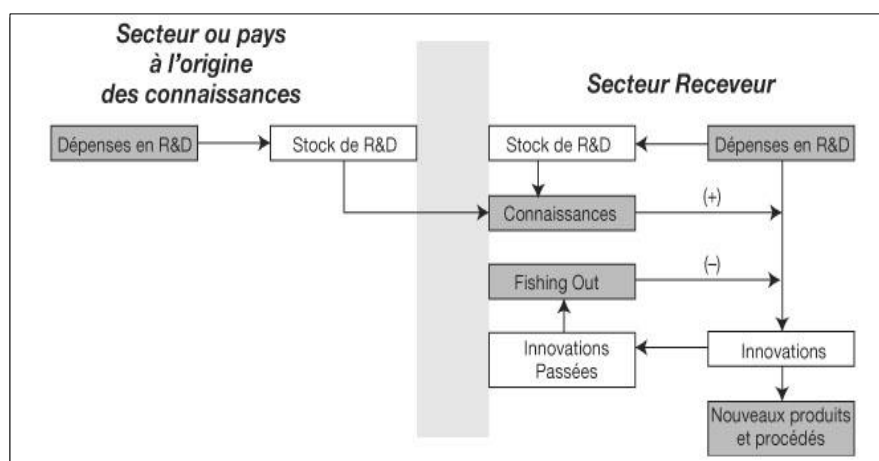 Secteur ou pays
à l'origine
des connaissances
Secteur Receveur
Dépenses en R&D
Stock de R&D
Stock de R&D
Dépenses en R&D
Connaissances
(+)
Fishing Out
(–)
Innovations
Passées
Innovations
Nouveaux produits
et procédés